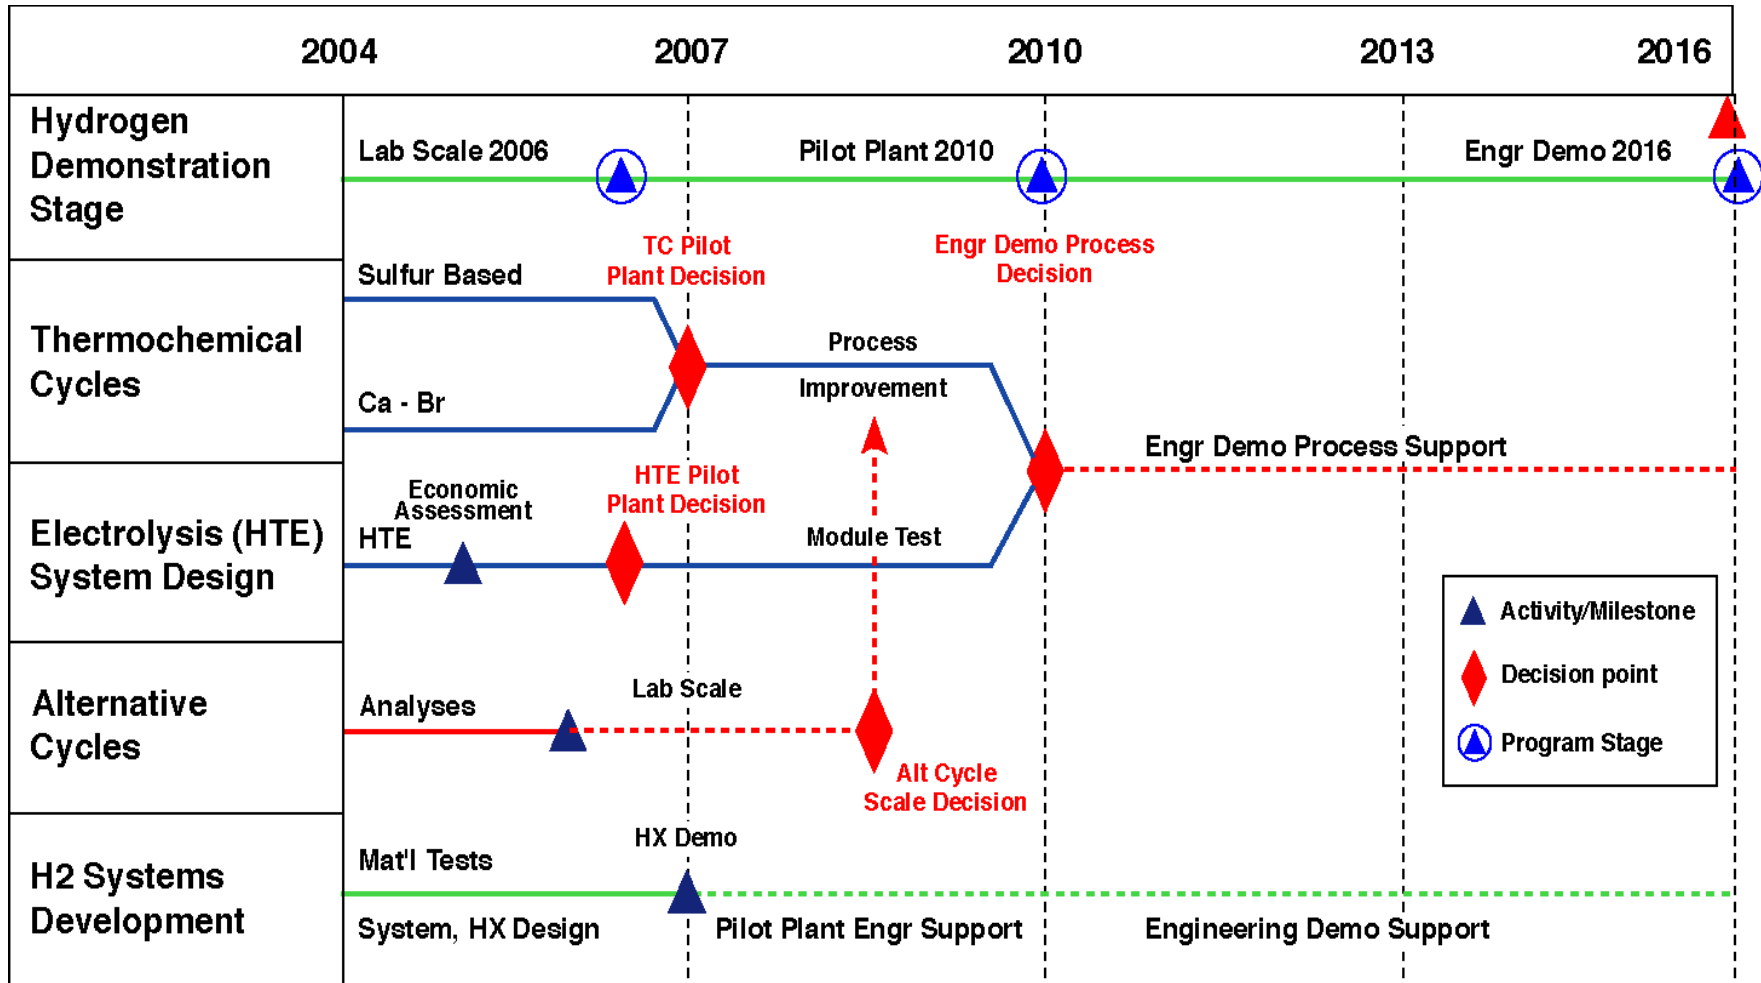 2004 2007 2010 2013 2016
Hydrogen
Demonstration
Stage
Lab Scale 2006
Pilot Plant 2010
Engr Demo 2016
TC Pilot
Plant Decision
Engr Demo Process
Decision
Thermochemical
Cycles
Sulfur Based
Ca - Br
Process
Improvement
Engr Demo Process Support
Electrolysis (HTE)
System Design
Economic
Assessment
HTE
HTE Pilot
Plant Decision
Module Test
Activity/Milestone
Decision point
Program Stage
Alternative
Cycles
Analyses
Lab Scale
Alt Cycle
Scale Decision
H2 Systems
Development
Mat'l Tests
HX Demo
System, HX Design
Pilot Plant Engr Support
Engineering Demo Support